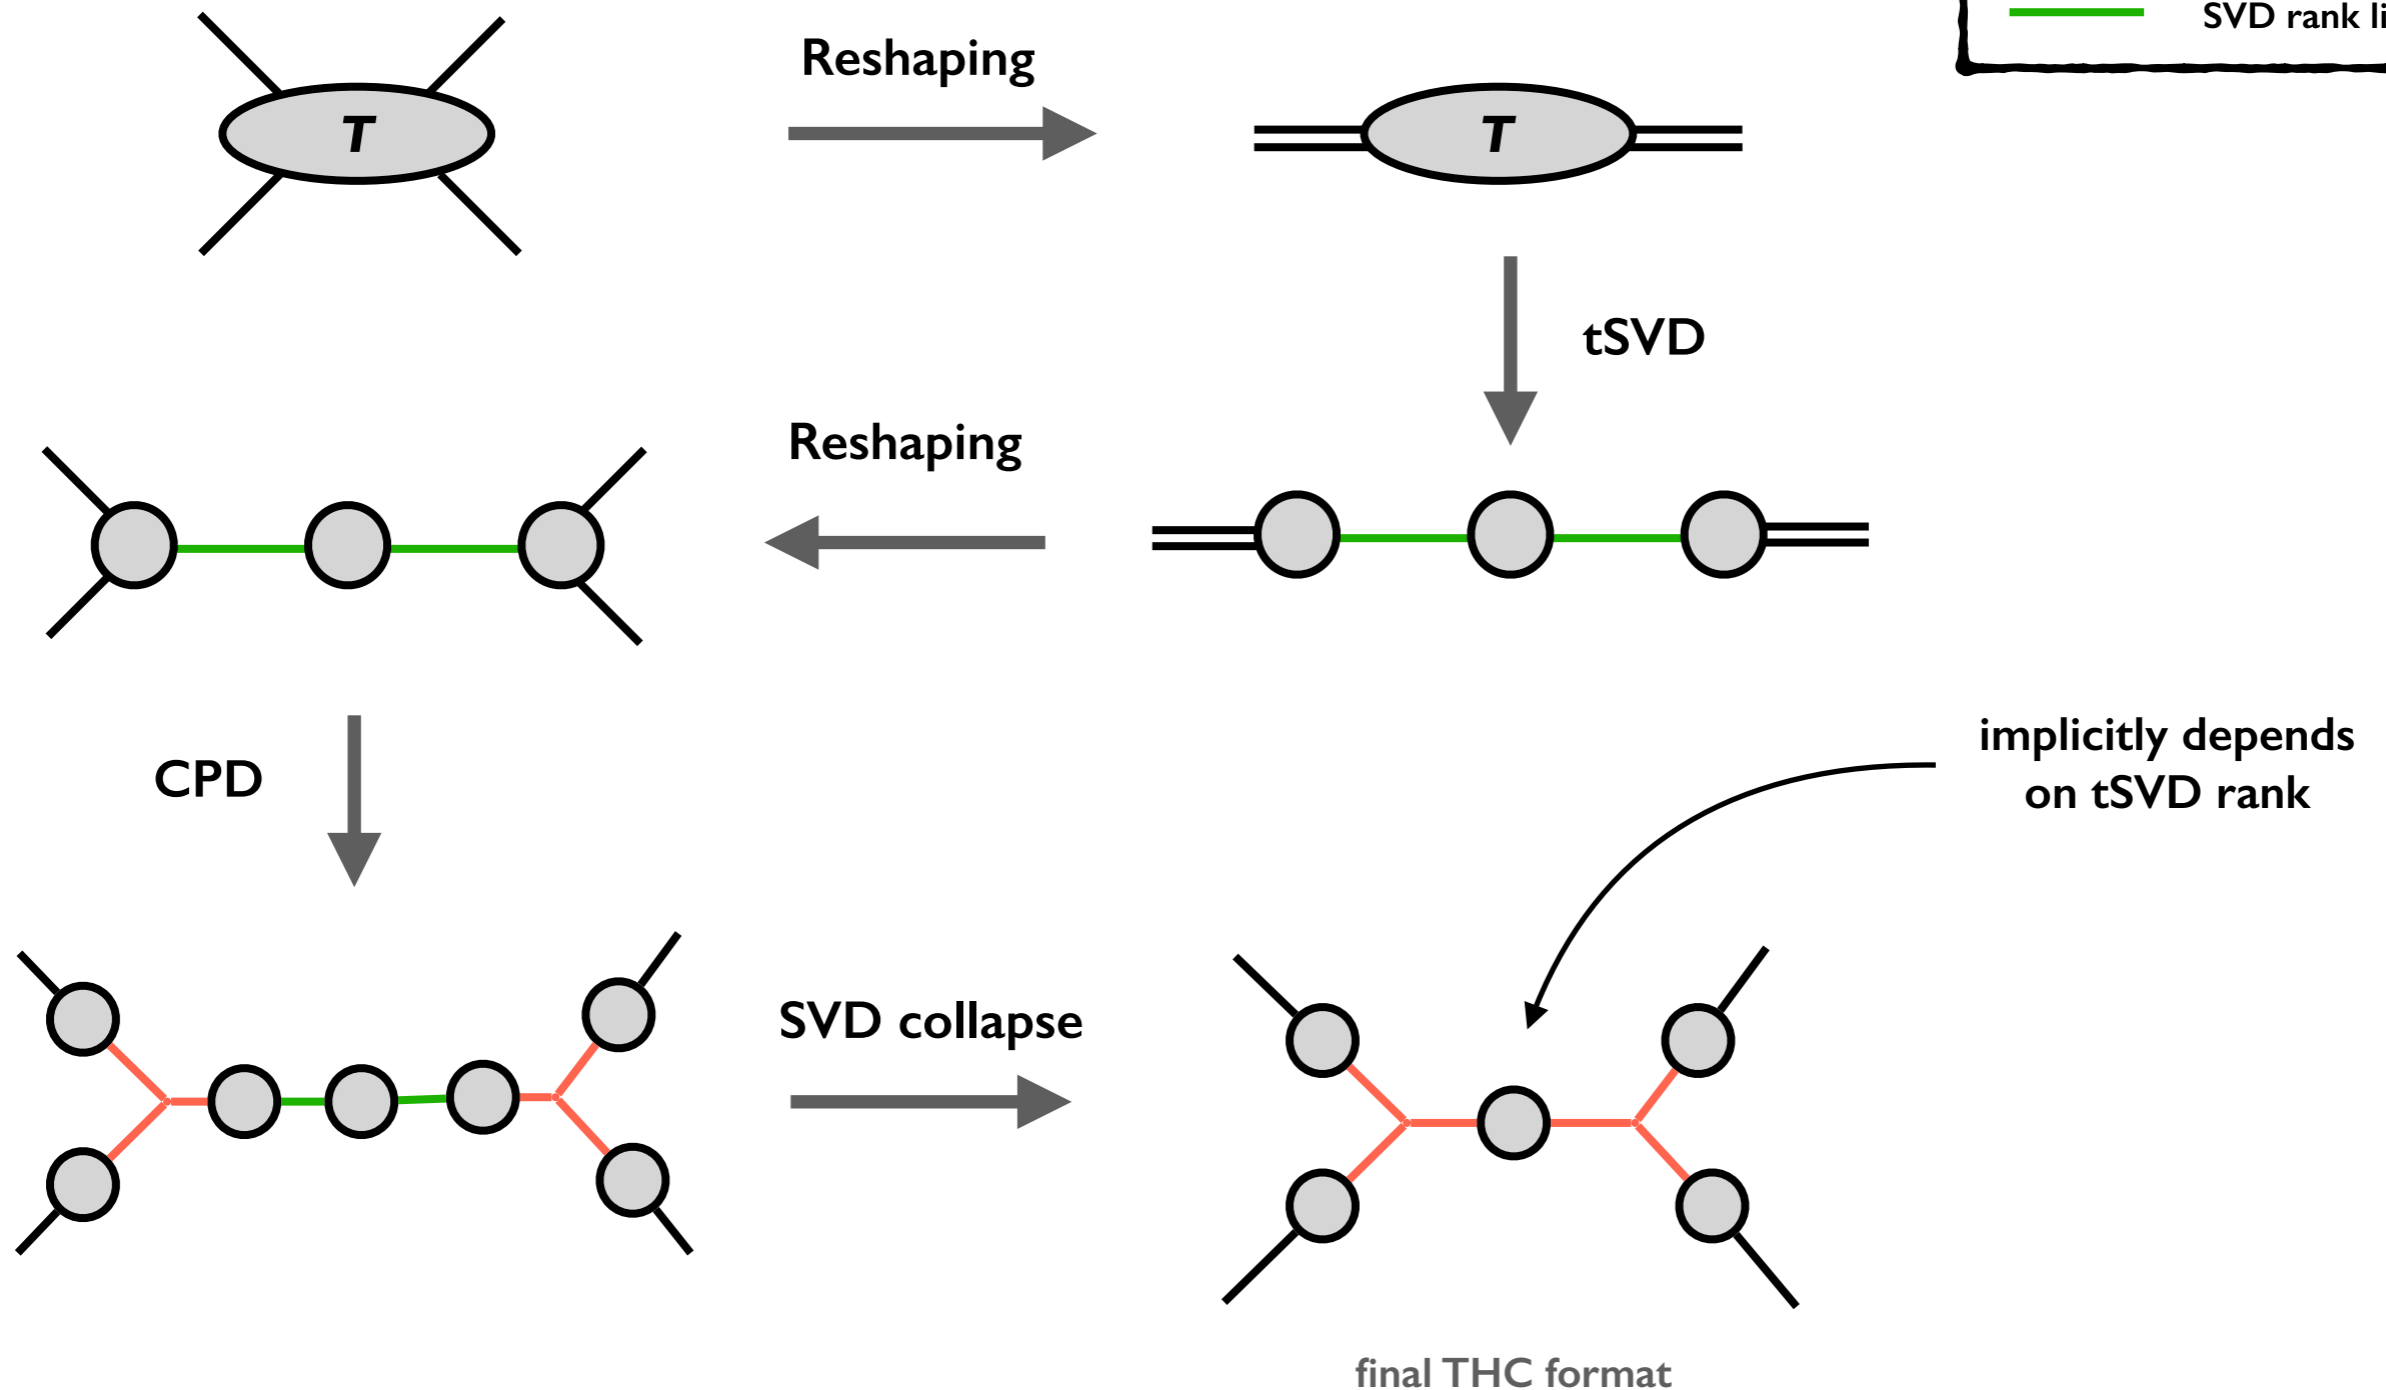 SVD rank
Reshaping
T
T
tSVD
Reshaping
CPD
implicitly depends
on tSVD rank
SVD collapse
final THC format